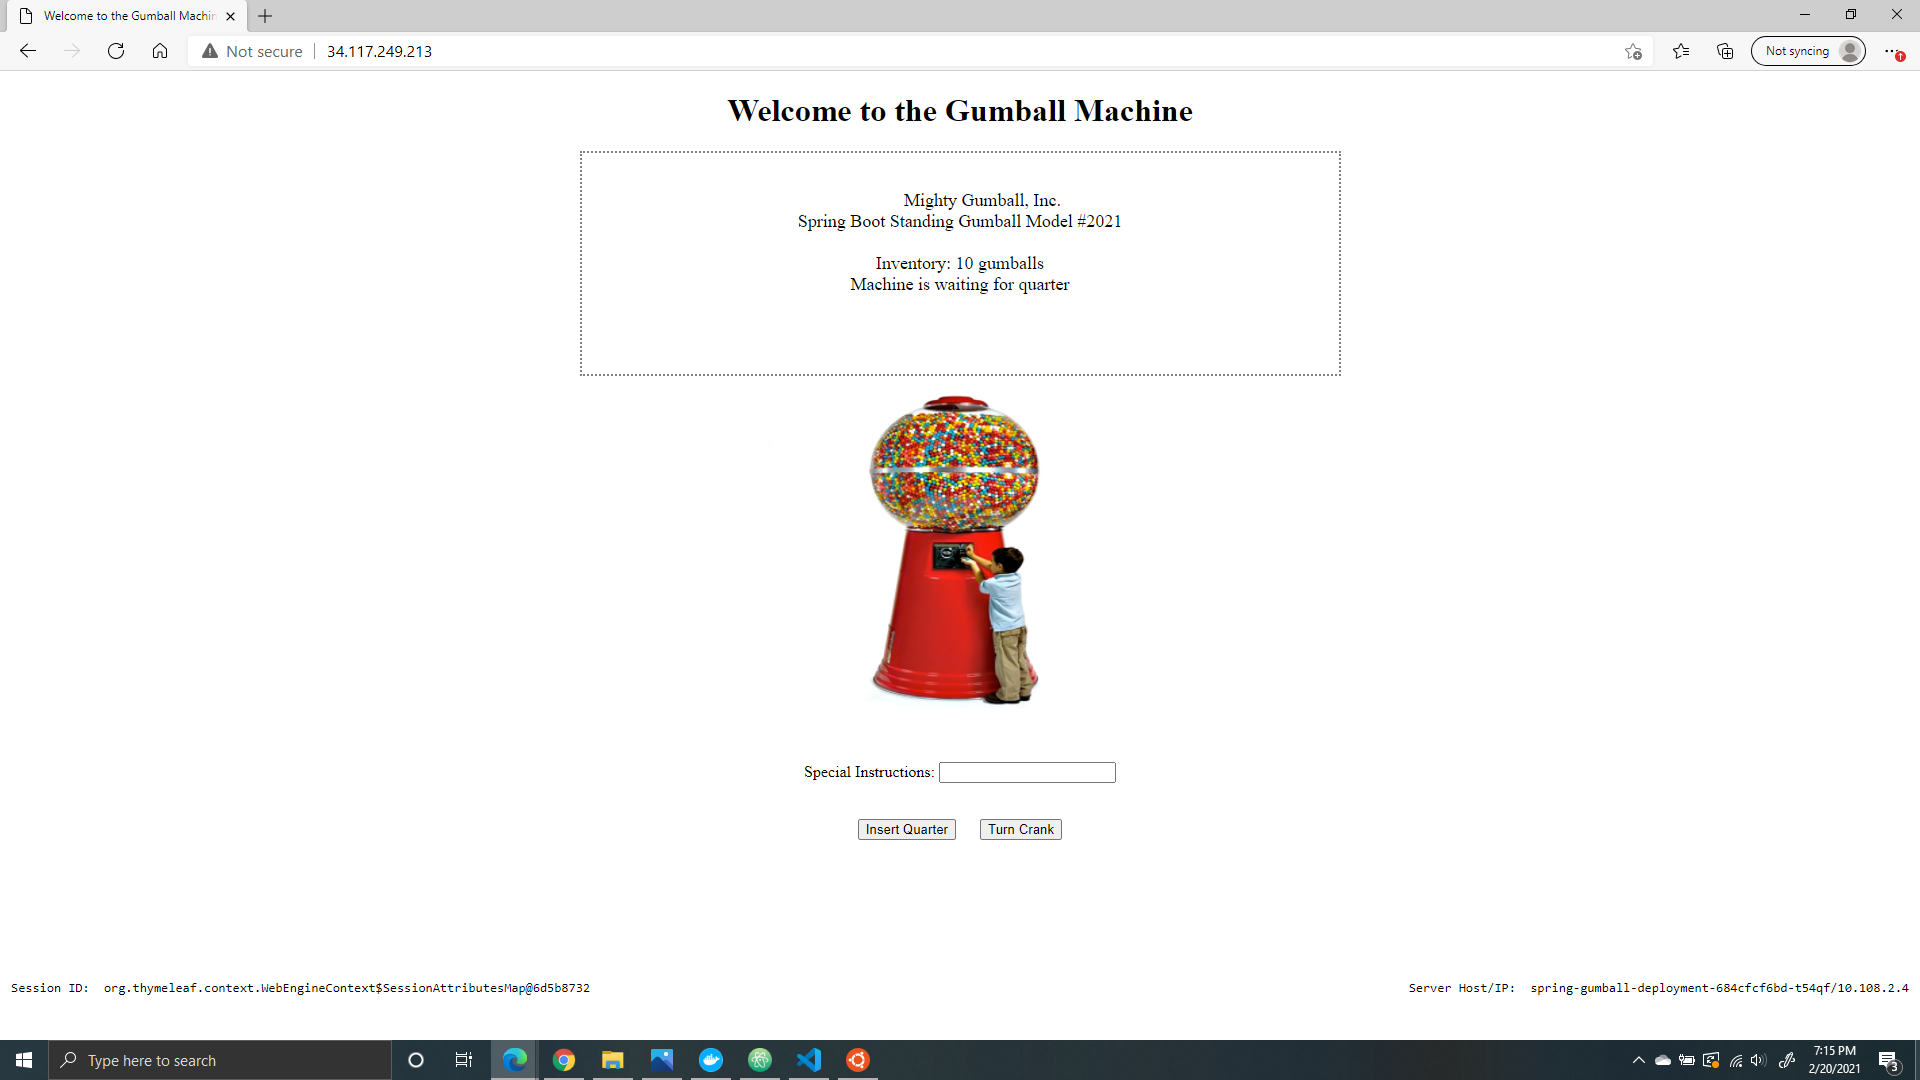 Welcome to the Gumball Machin
Not secure
34.117.249.213
Not syncing
Welcome to the Gumball Machine
Mighty Gumball, Inc.
Spring Boot Standing Gumball Model #2021
Inventory: 10 gumballs
Machine is waiting for quarter
Special Instructions:
Insert Quarter
Turn Crank
Session ID: org.thymeleaf.context.WebEngineContext$SessionAttributesMap@6d5b8732
Server Host/IP: spring-gumball-deployment-684cfcf6bd-t54qf/10.108.2.4
Type here to search
7:15 PM
2/20/2021
3